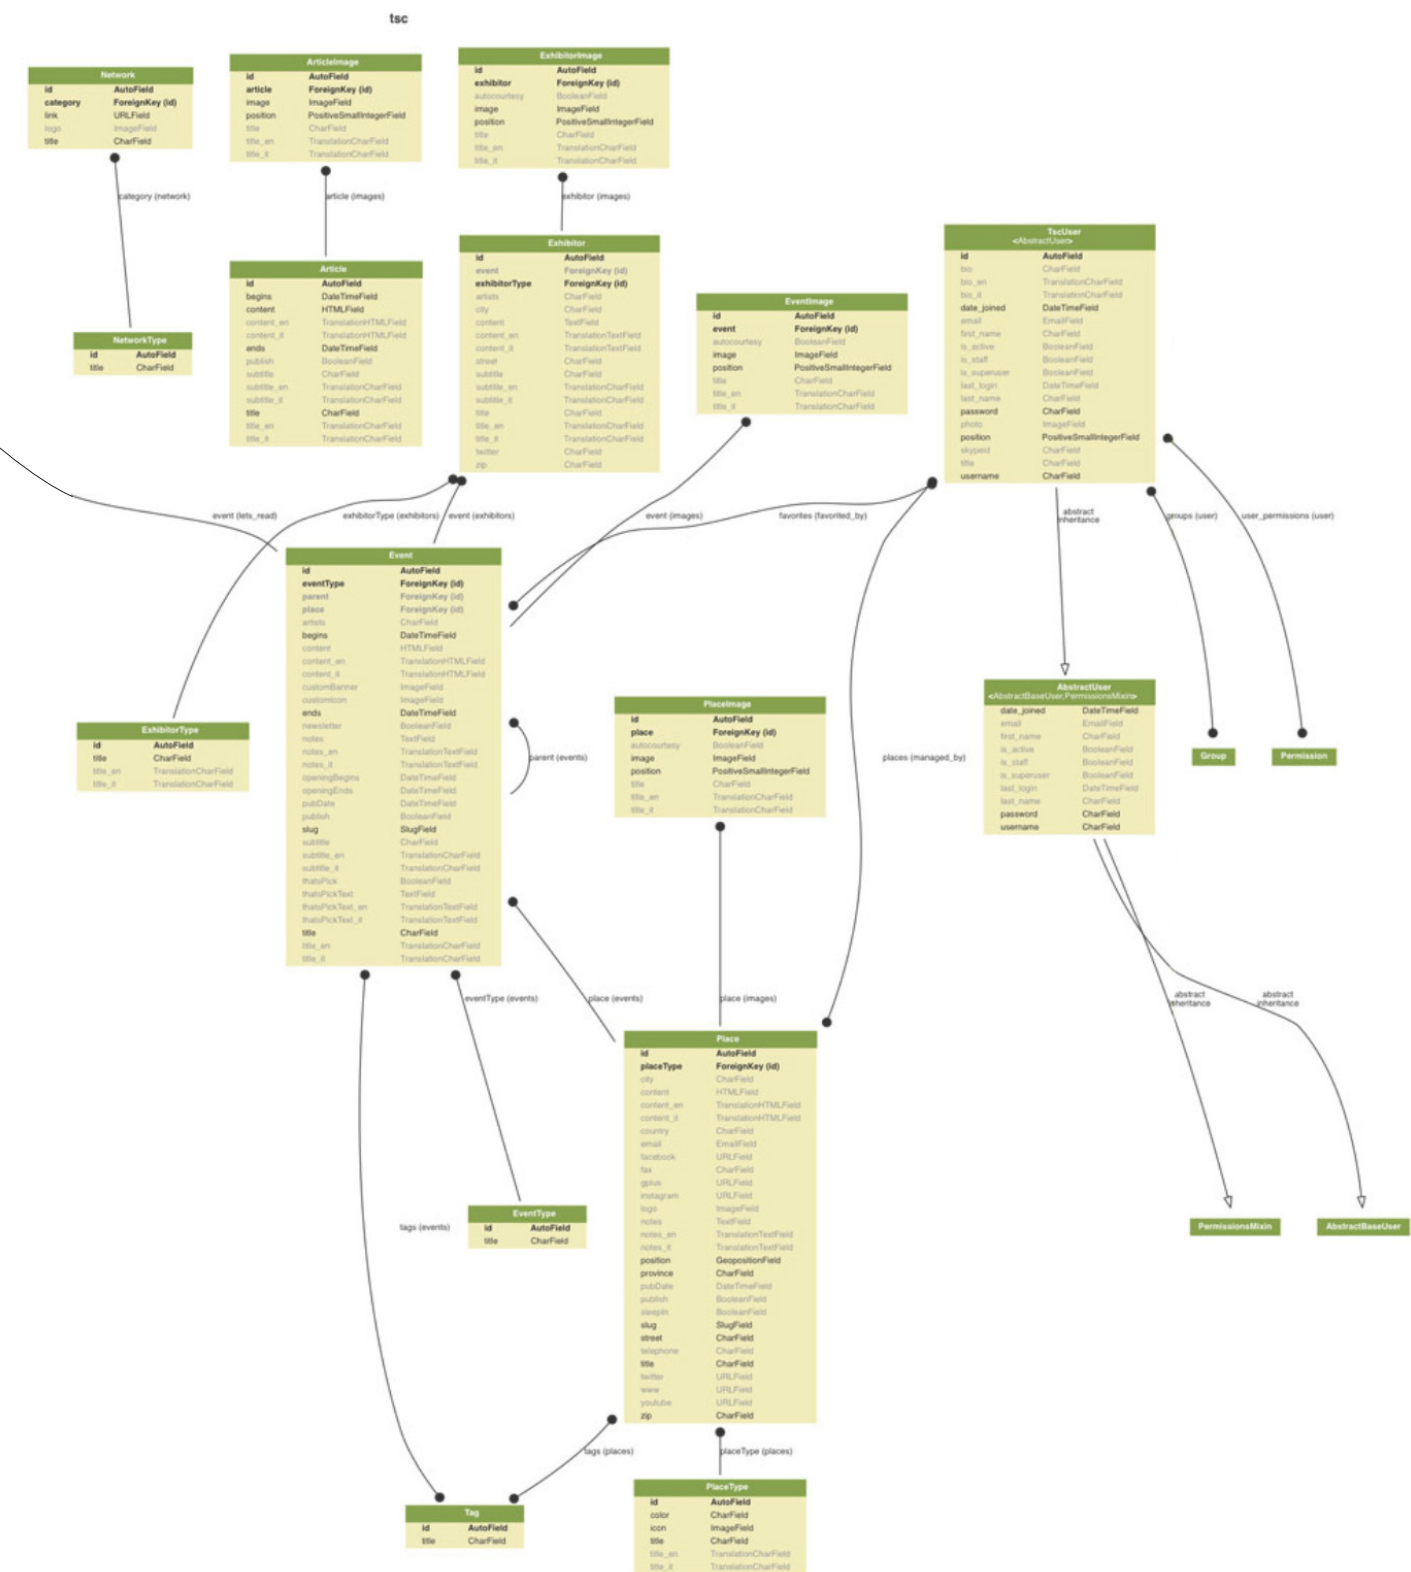 tsc
Network
id AutoField
category ForeignKey (id)
link URLField
logo ImageField
title CharField
category (network)
NetworkType
id AutoField
title CharField
ArticleImage
id AutoField
article ForeignKey (id)
image ImageField
position PositiveSmallIntegerField
title CharField
title_en TranslationCharField
title_it TranslationCharField
article (images)
Article
id AutoField
begins DateTimeField
content HTMLField
content_en TranslationHTMLField
content_it TranslationHTMLField
ends DateTimeField
publish BooleanField
subtitle CharField
subtitle_en TranslationCharField
subtitle_it TranslationCharField
title CharField
title_en TranslationCharField
title_it TranslationCharField
ExhibitorImage
id AutoField
exhibitor ForeignKey (id)
autocourtesy BooleanField
image ImageField
position PositiveSmallIntegerField
title CharField
title_en TranslationCharField
title_it TranslationCharField
exhibitor (images)
Exhibitor
id AutoField
event ForeignKey (id)
exhibitorType ForeignKey (id)
artists CharField
city CharField
content TextField
content_en TranslationTextField
content_it TranslationTextField
street CharField
subtitle CharField
subtitle_en TranslationCharField
subtitle_it TranslationCharField
title CharField
title_en TranslationCharField
title_it TranslationCharField
twitter CharField
zip CharField
EventImage
id AutoField
event ForeignKey (id)
autocourtesy BooleanField
image ImageField
position PositiveSmallIntegerField
title CharField
title_en TranslationCharField
title_it TranslationCharField
TscUser
<AbstractUser>
id AutoField
bio CharField
bio_en TranslationCharField
bio_it TranslationCharField
date_joined DateTimeField
email EmailField
first_name CharField
is_active BooleanField
is_staff BooleanField
is_superuser BooleanField
last_login DateTimeField
last_name CharField
password CharField
photo ImageField
position PositiveSmallIntegerField
skypeid CharField
title CharField
username CharField
event (lets_read)
exhibitorType (exhibitors)
event (exhibitors)
event (images)
favorites (favorited_by)
abstract
inheritance
groups (user)
user_permissions (user)
Event
id AutoField
eventType ForeignKey (id)
parent ForeignKey (id)
place ForeignKey (id)
artists CharField
begins DateTimeField
content HTMLField
content_en TranslationHTMLField
content_it TranslationHTMLField
customBanner ImageField
customIcon ImageField
ends DateTimeField
newsletter BooleanField
notes TextField
notes_en TranslationTextField
notes_it TranslationTextField
openingBegins DateTimeField
openingEnds DateTimeField
pubDate DateTimeField
publish BooleanField
slug SlugField
subtitle CharField
subtitle_en TranslationCharField
subtitle_it TranslationCharField
thatsPick BooleanField
thatsPickText TextField
thatsPickText_en TranslationTextField
thatsPickText_it TranslationTextField
title CharField
title_en TranslationCharField
title_it TranslationCharField
parent (events)
ExhibitorType
id AutoField
title CharField
title_en TranslationCharField
title_it TranslationCharField
PlaceImage
id AutoField
place ForeignKey (id)
autocourtesy BooleanField
image ImageField
position PositiveSmallIntegerField
title CharField
title_en TranslationCharField
title_it TranslationCharField
places (managed_by)
AbstractUser
<AbstractBaseUser,PermissionsMixin>
date_joined DateTimeField
email EmailField
first_name CharField
is_active BooleanField
is_staff BooleanField
is_superuser BooleanField
last_login DateTimeField
last_name CharField
password CharField
username CharField
Group
Permission
eventType (events)
place (events)
place (images)
abstract
inheritance
abstract
inheritance
Place
id AutoField
placeType ForeignKey (id)
city CharField
content HTMLField
content_en TranslationHTMLField
content_it TranslationHTMLField
country CharField
email EmailField
facebook URLField
fax CharField
gplus URLField
instagram URLField
logo ImageField
notes TextField
notes_en TranslationTextField
notes_it TranslationTextField
position GeopositionField
province CharField
pubDate DateTimeField
publish BooleanField
sleepIn BooleanField
slug SlugField
street CharField
telephone CharField
title CharField
twitter URLField
www URLField
youtube URLField
zip CharField
tags (events)
EventType
id AutoField
title CharField
PermissionsMixin
AbstractBaseUser
tags (places)
placeType (places)
Tag
id AutoField
title CharField
PlaceType
id AutoField
color CharField
icon ImageField
title CharField
title_en TranslationCharField
title_it TranslationCharField